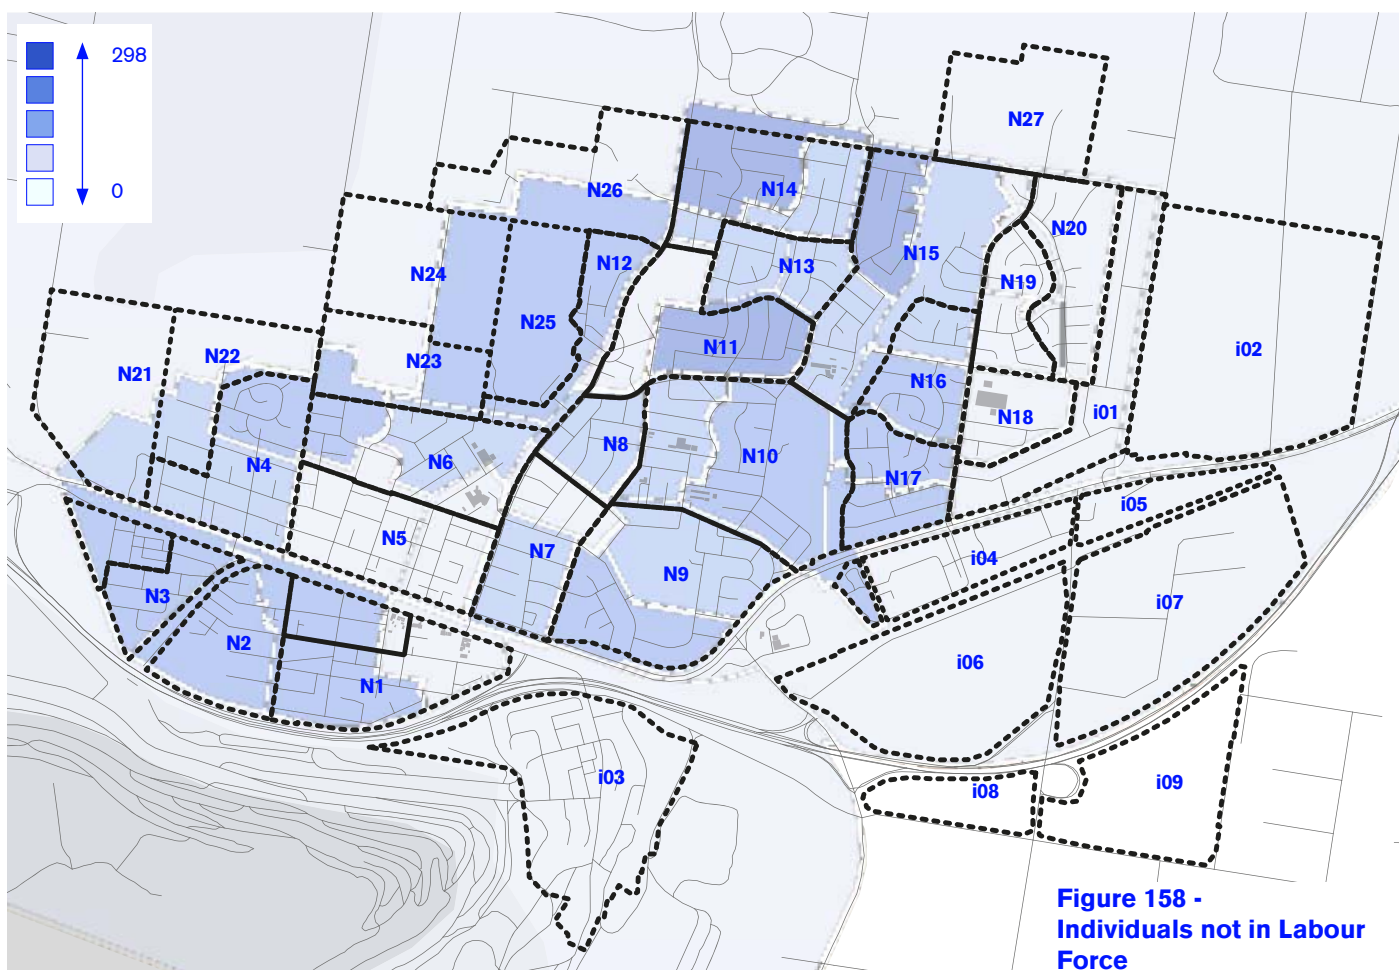 298
0
N27
N14
N26
N20
N15
N13
N12
N24
N19
N25
N11
i02
N22
N23
N21
N16
i01
N18
N8
N10
N6
N4
N17
i05
N5
N7
i04
N9
N3
i07
N2
i06
N1
i03
i08
i09
Figure 158 -
Individuals not in Labour
Force